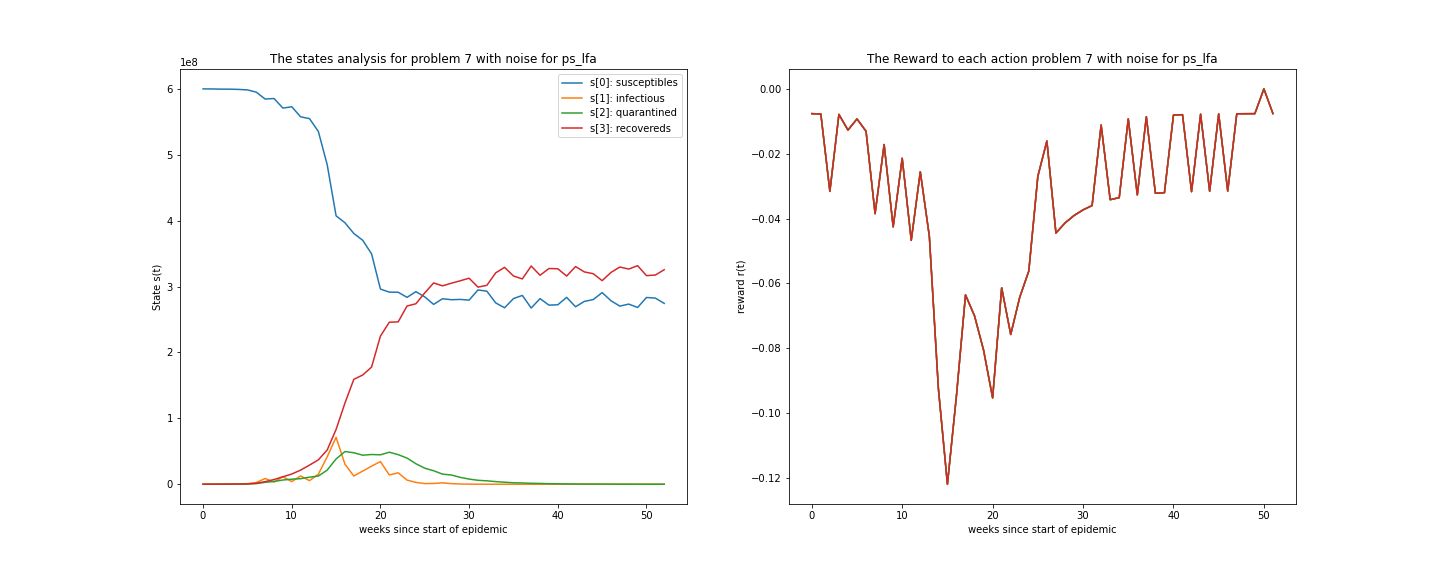 The states analysis for problem 7 with noise for ps_lfa
1e8
6
5
4
3
2
1
0
State s(t)
s[0]: susceptibles
s[1]: infectious
s[2]: quarantined
s[3]: recovereds
0 10 20 30 40 50
weeks since start of epidemic
The Reward to each action problem 7 with noise for ps_lfa
0.00
−0.02
−0.04
−0.06
−0.08
−0.10
−0.12
reward r(t)
0 10 20 30 40 50
weeks since start of epidemic